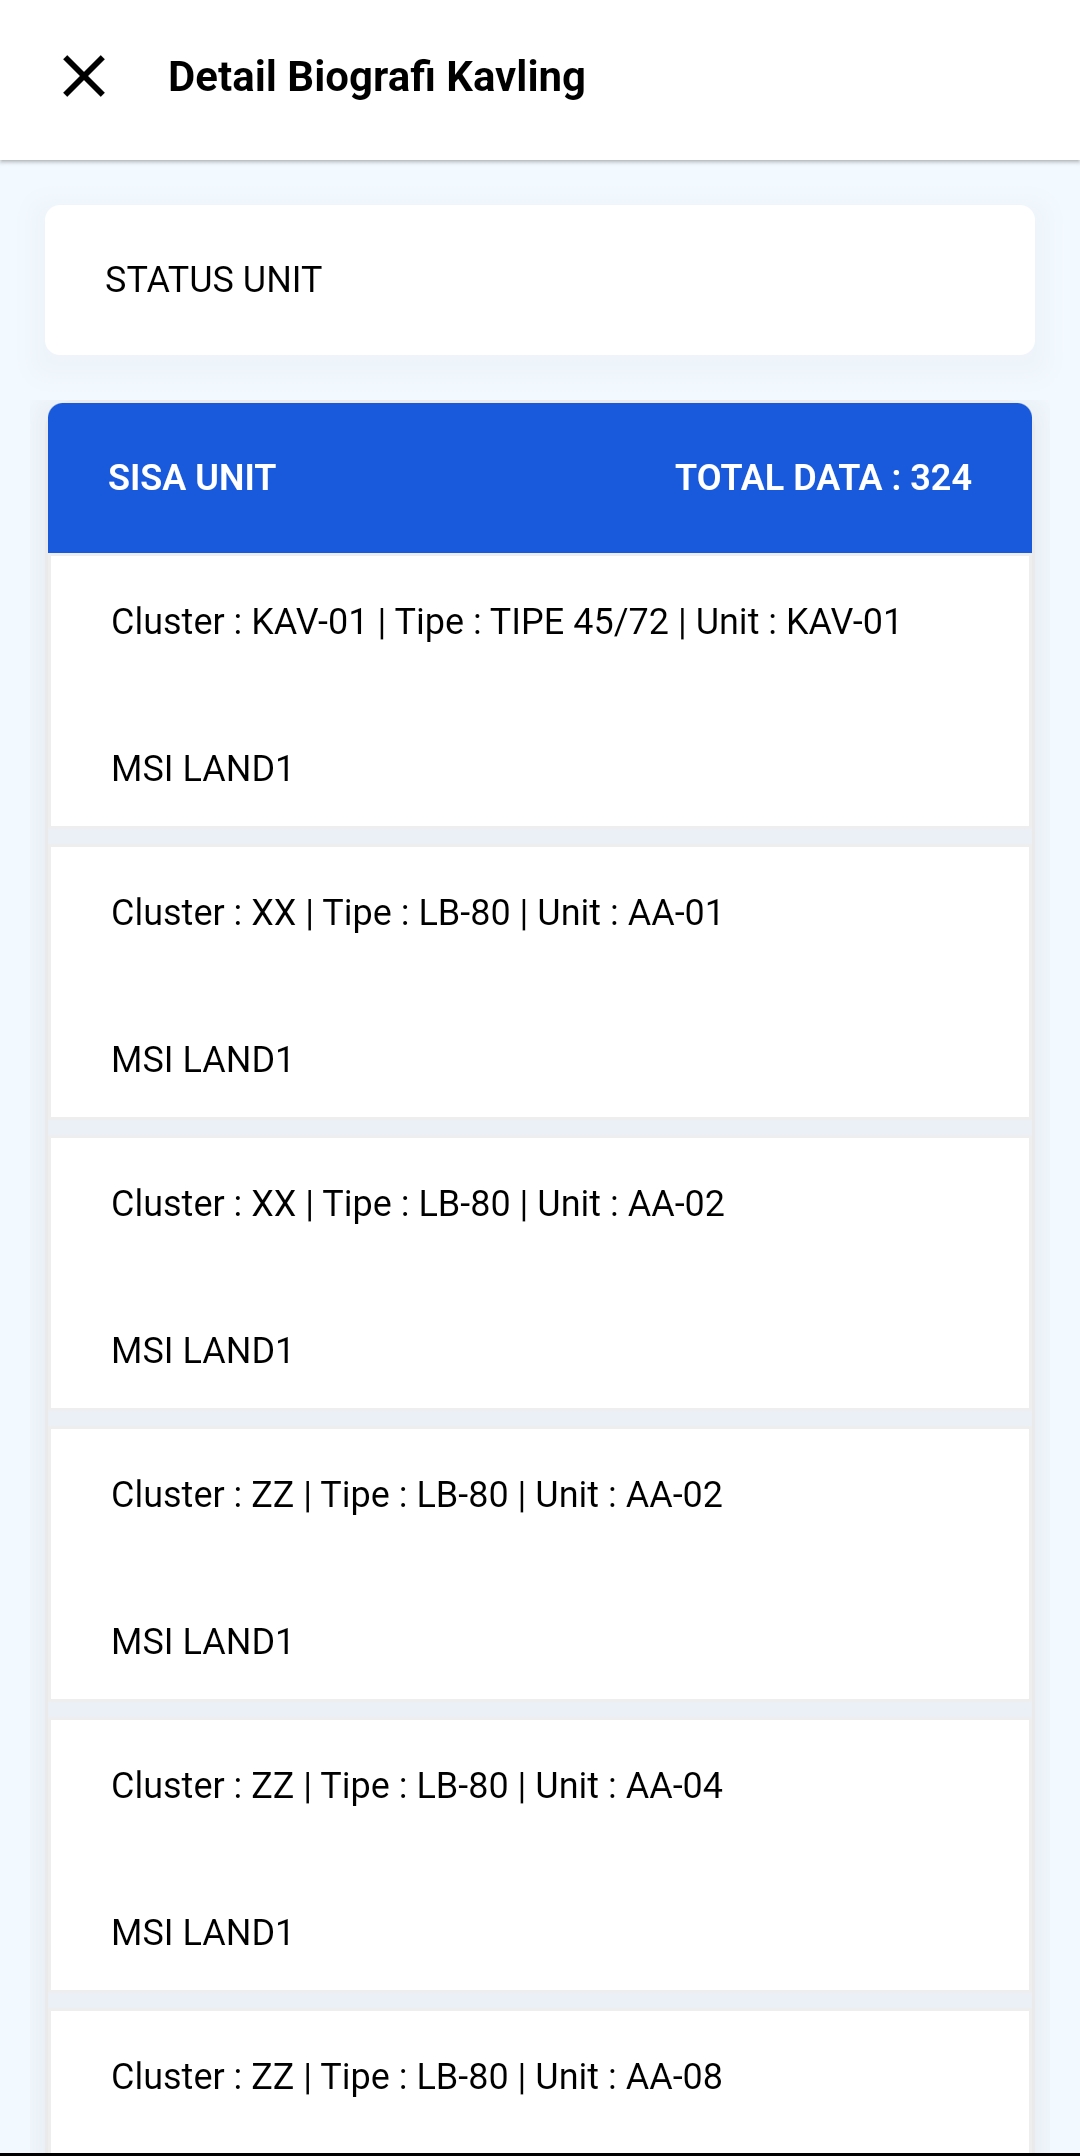 Detail Biografi Kavling
STATUS UNIT
SISA UNIT TOTAL DATA : 324
Cluster : KAV-01 | Tipe : TIPE 45/72 | Unit : KAV-01
MSI LAND1
Cluster : XX | Tipe : LB-80 | Unit : AA-01
MSI LAND1
Cluster : XX | Tipe : LB-80 | Unit : AA-02
MSI LAND1
Cluster : ZZ | Tipe : LB-80 | Unit : AA-02
MSI LAND1
Cluster : ZZ | Tipe : LB-80 | Unit : AA-04
MSI LAND1
Cluster : ZZ | Tipe : LB-80 | Unit : AA-08